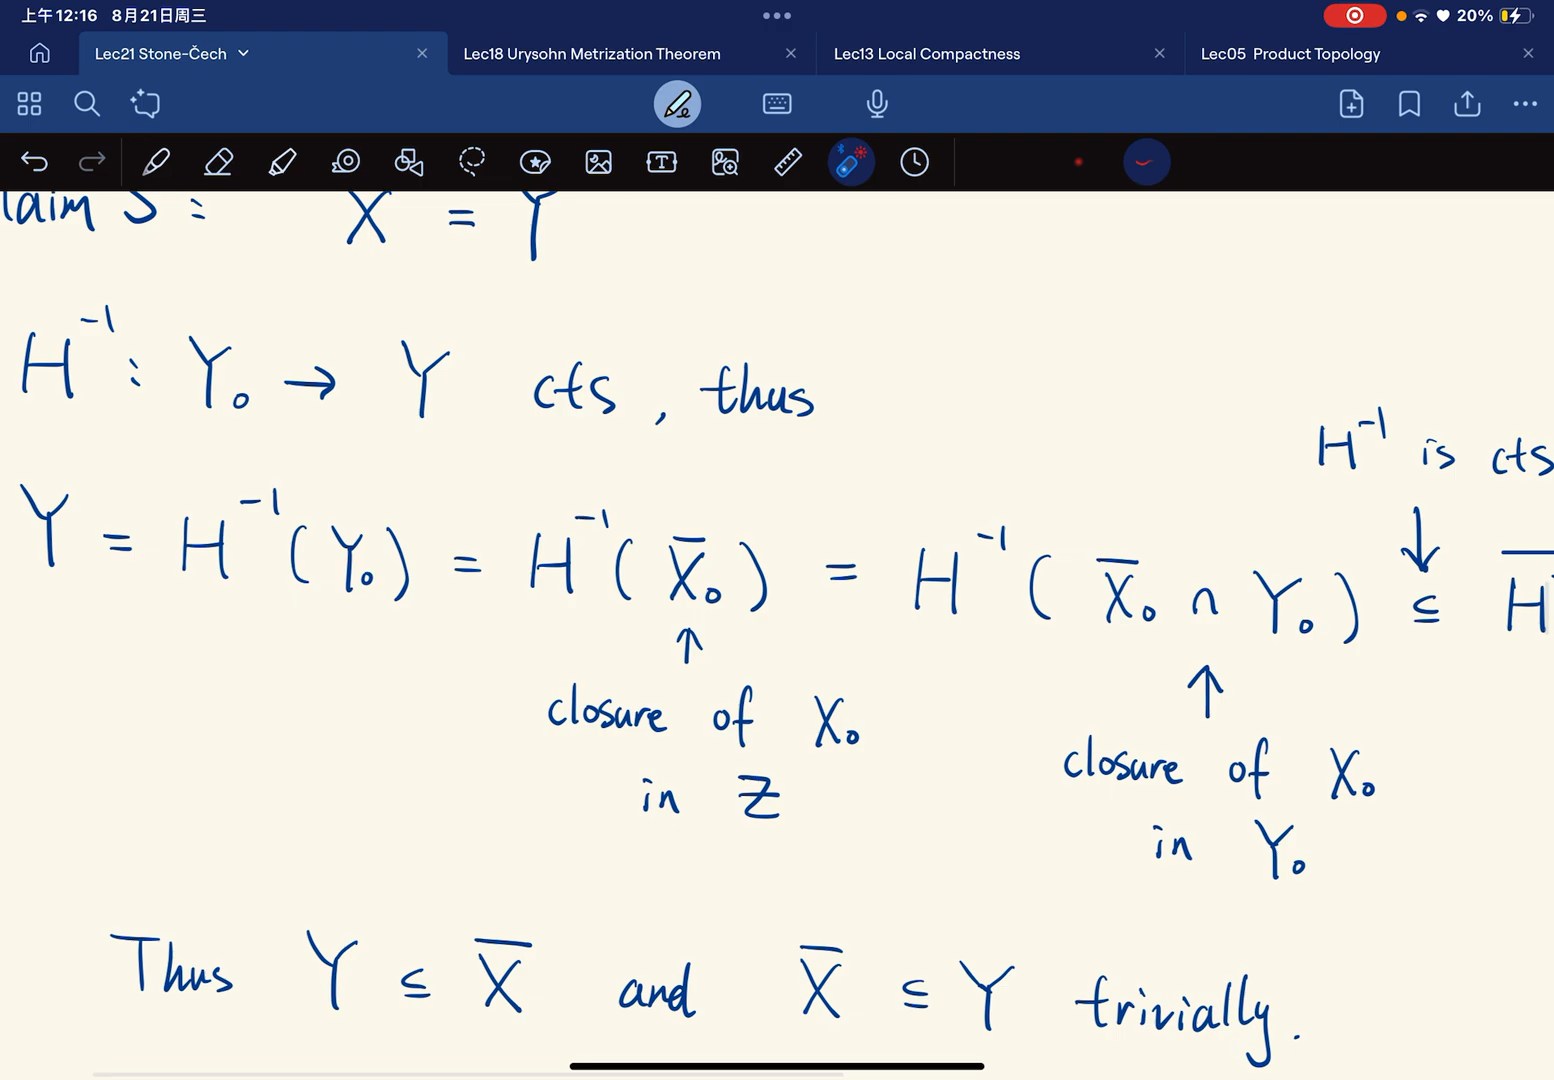 上午12:16 8月21日周三
20%
Lec21 Stone-Čech
Lec18 Urysohn Metrization Theorem
Lec13 Local Compactness
Lec05 Product Topology
laim 3 : X̄ = Y
H⁻¹ : Y₀ → Y cts , thus
H⁻¹ is cts
Y = H⁻¹(Y₀) = H⁻¹(X̄₀) = H⁻¹(X̄₀ ∩ Y₀) ⊆ H
closure of X₀
in Z
closure of X₀
in Y₀
Thus Y ⊆ X̄ and X̄ ⊆ Y trivially.